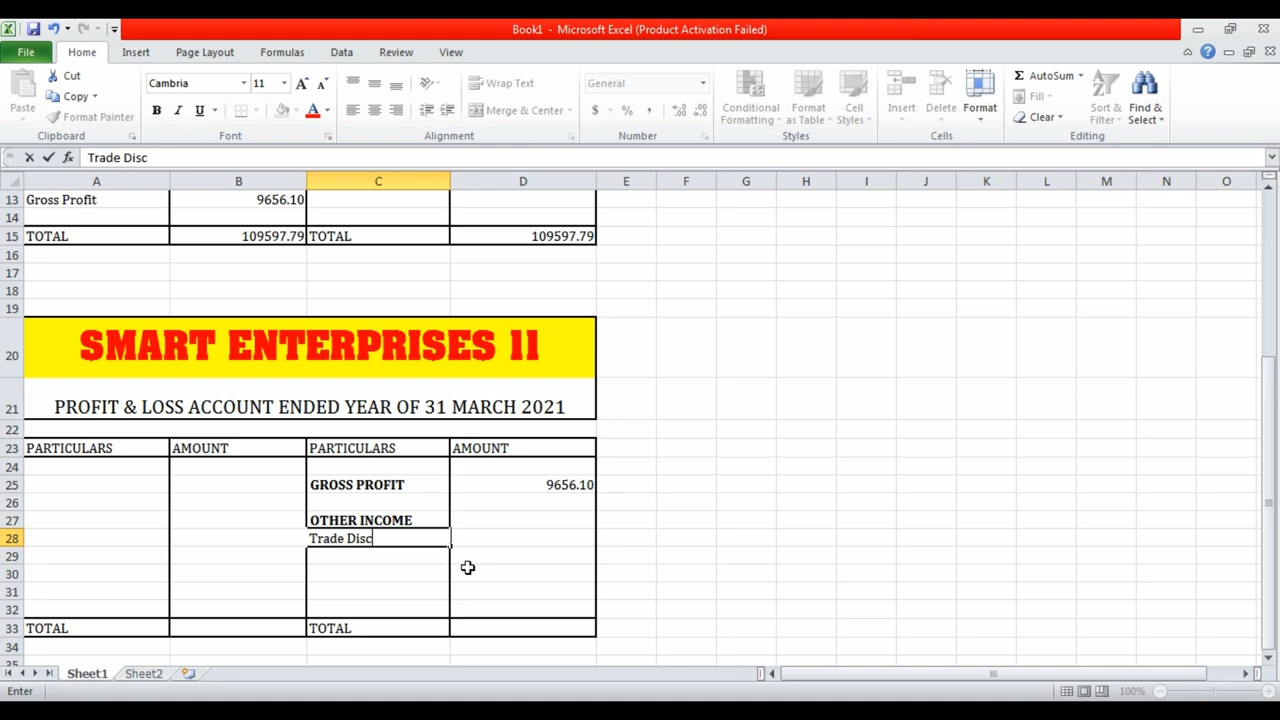 Book1 - Microsoft Excel (Product Activation Failed)
File Home Insert Page Layout Formulas Data Review View
Paste
Cut
Copy
Format Painter
Clipboard
Cambria 11
B I U
Font
Wrap Text
Merge & Center
Alignment
General
$ % ,
Number
Conditional Formatting
Format as Table
Cell Styles
Styles
Insert
Delete
Format
Cells
AutoSum
Fill
Clear
Sort & Filter
Find & Select
Editing
fx Trade Disc
A B C D E F G H I J K L M N O
13 Gross Profit 9656.10
14
15 TOTAL 109597.79 TOTAL 109597.79
16
17
18
19
20 SMART ENTERPRISES 11
21 PROFIT & LOSS ACCOUNT ENDED YEAR OF 31 MARCH 2021
22
23 PARTICULARS AMOUNT PARTICULARS AMOUNT
24
25 GROSS PROFIT 9656.10
26
27 OTHER INCOME
28 Trade Disc
29
30
31
32
33 TOTAL TOTAL
34
35
Sheet1 Sheet2
Enter 100%